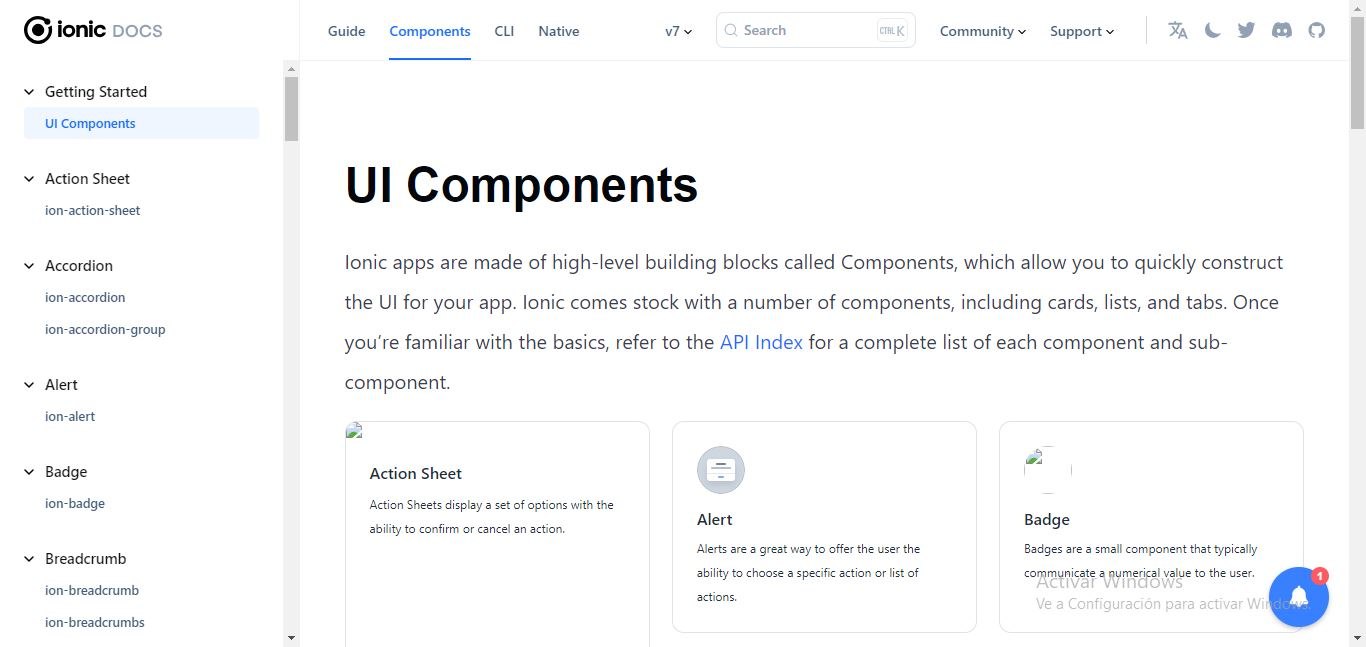 ionic DOCS
Guide
Components
CLI
Native
v7
Search
CTRL K
Community
Support
Getting Started
UI Components
Action Sheet
ion-action-sheet
Accordion
ion-accordion
ion-accordion-group
Alert
ion-alert
Badge
ion-badge
Breadcrumb
ion-breadcrumb
ion-breadcrumbs
UI Components
Ionic apps are made of high-level building blocks called Components, which allow you to quickly construct
the UI for your app. Ionic comes stock with a number of components, including cards, lists, and tabs. Once
you’re familiar with the basics, refer to the API Index for a complete list of each component and sub-
component.
Action Sheet
Action Sheets display a set of options with the
ability to confirm or cancel an action.
Alert
Alerts are a great way to offer the user the
ability to choose a specific action or list of
actions.
Badge
Badges are a small component that typically
communicate a numerical value to the user.
Activar Windows
Ve a Configuración para activar Windows.
1